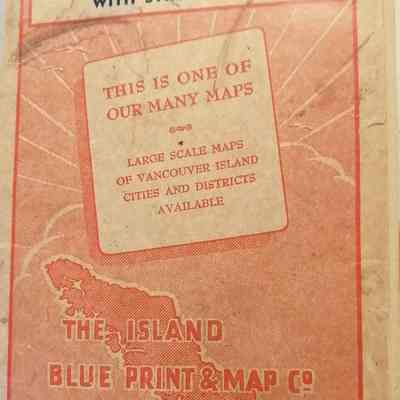 WITH
THIS IS ONE OF
OUR MANY MAPS
LARGE SCALE MAPS
OF VANCOUVER ISLAND
CITIES AND DISTRICTS
AVAILABLE
THE ISLAND
BLUE PRINT & MAP Cº